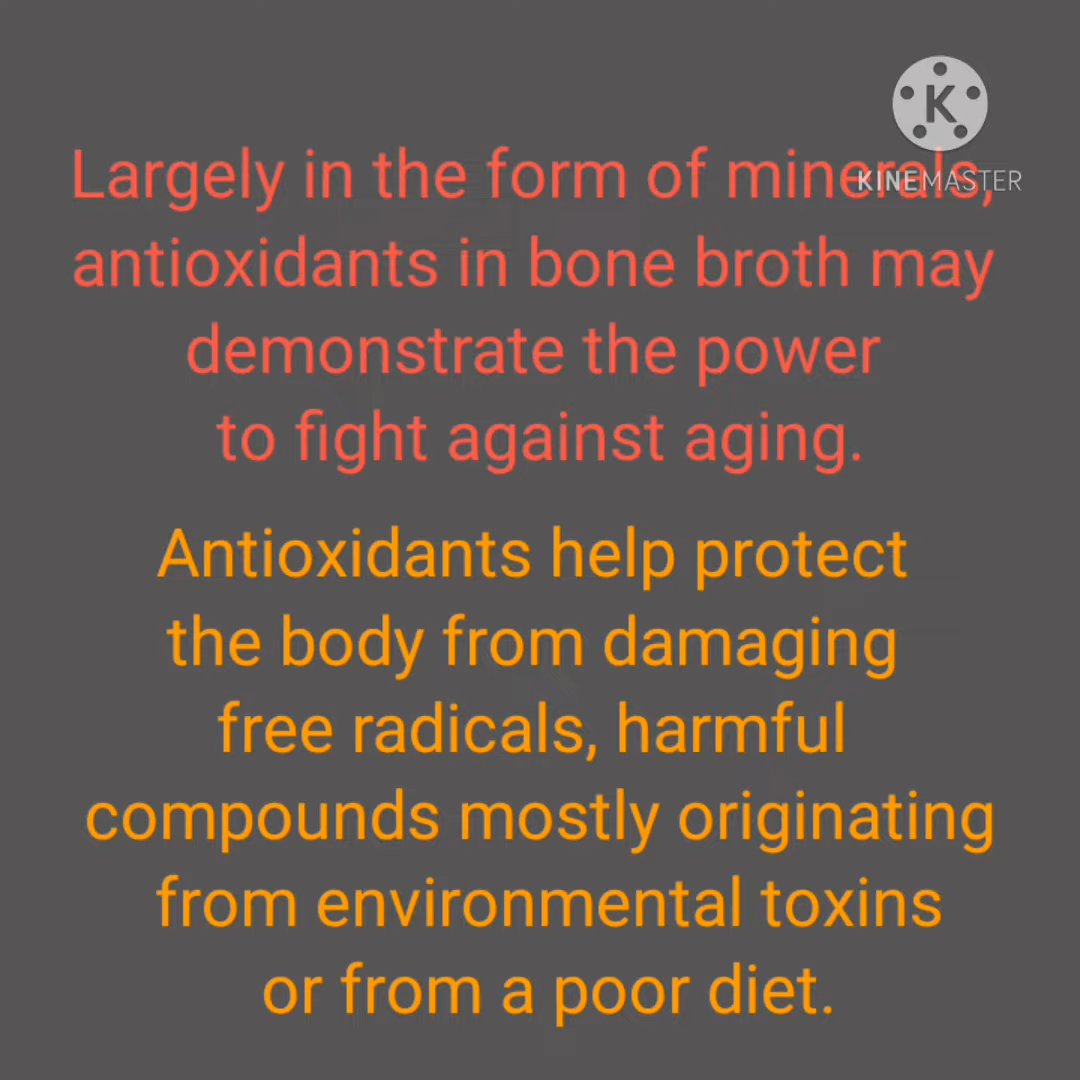 K
KINEMASTER
Largely in the form of minerals,
antioxidants in bone broth may
demonstrate the power
to fight against aging.
Antioxidants help protect
the body from damaging
free radicals, harmful
compounds mostly originating
from environmental toxins
or from a poor diet.